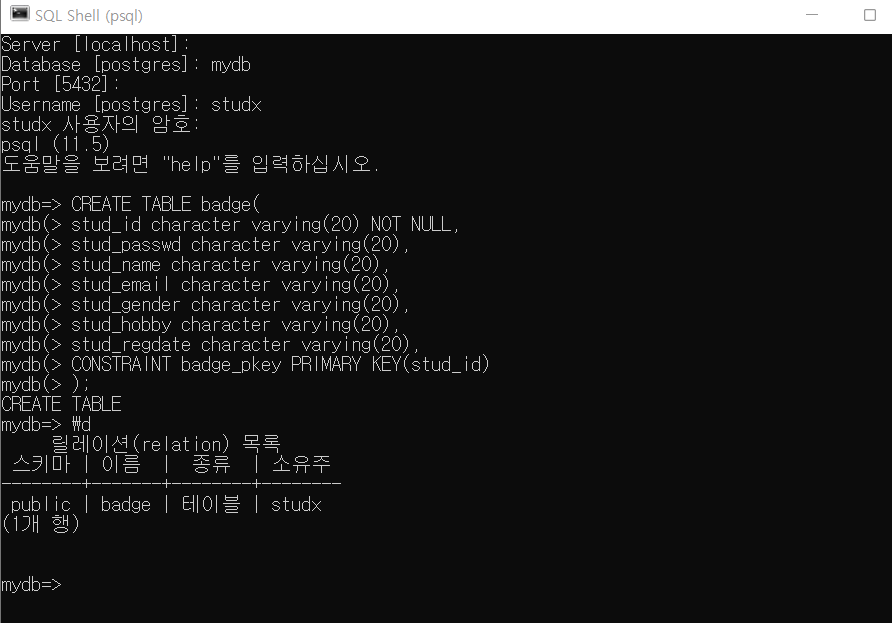 SQL Shell (psql)
Server [localhost]:
Database [postgres]: mydb
Port [5432]:
Username [postgres]: studx
studx 사용자의 암호:
psql (11.5)
도움말을 보려면 "help"를 입력하십시오.
mydb=> CREATE TABLE badge(
mydb(> stud_id character varying(20) NOT NULL,
mydb(> stud_passwd character varying(20),
mydb(> stud_name character varying(20),
mydb(> stud_email character varying(20),
mydb(> stud_gender character varying(20),
mydb(> stud_hobby character varying(20),
mydb(> stud_regdate character varying(20),
mydb(> CONSTRAINT badge_pkey PRIMARY KEY(stud_id)
mydb(> );
CREATE TABLE
mydb=> ₩d
릴레이션(relation) 목록
스키마 | 이름 | 종류 | 소유주
--------+-------+--------+--------
public | badge | 테이블 | studx
(1개 행)
mydb=>